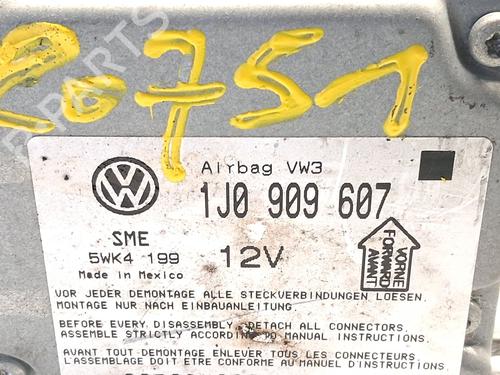 20751
Airbag VW3
1J0 909 607
SME
5WK4 199
12V
Made in Mexico
VORNE
FORWARD
AVANT
VOR JEDER DEMONTAGE ALLE STECKVERBINDUNGEN LOESEN.
MONTAGE NUR NACH EINBAUANLEITUNG.
BEFORE EVERY DISASSEMBLY, DETACH ALL CONNECTORS.
ASSEMBLE STRICTLY ACCORDING TO MANUAL INSTRUCTIONS.
AVANT TOUT DEMONTAGE ENLEVER TOUS LES CONNECTEURS.
L'ASSEMBLAGE DOIT ETRE CONFORME AU MANUEL D'INSTRUCTIONS.